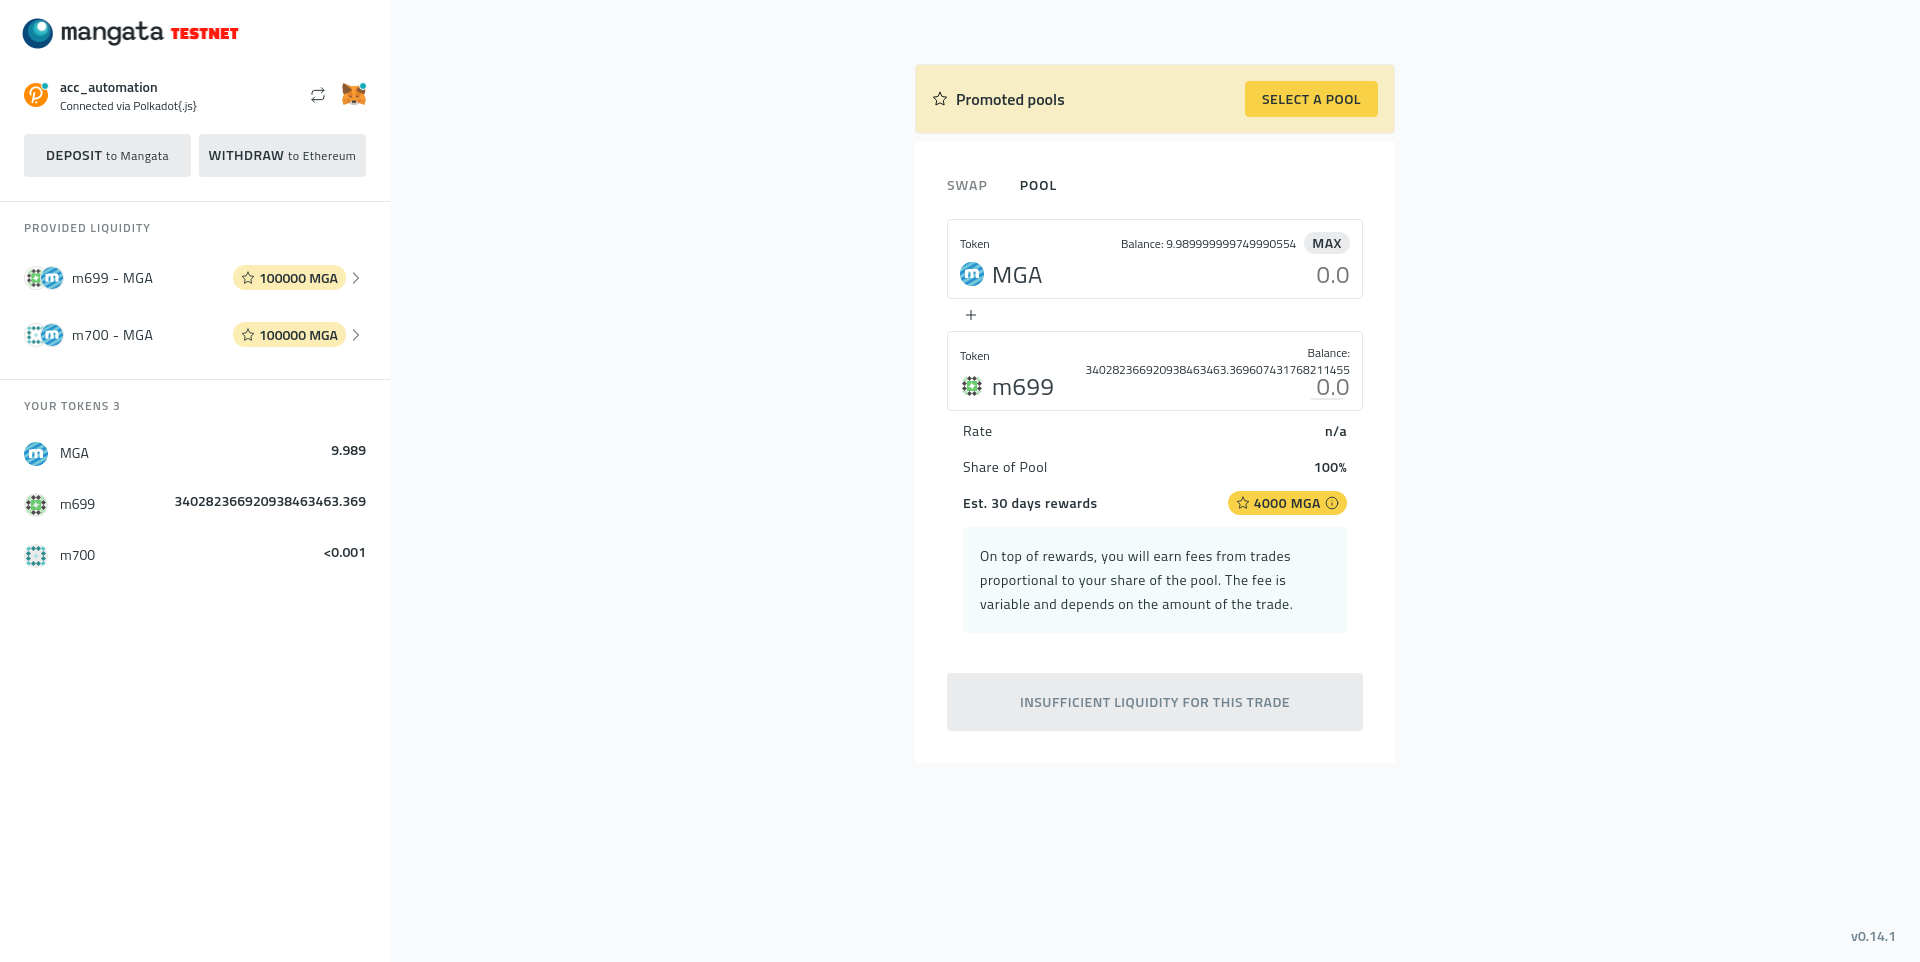 mangata TESTNET
acc_automation
Connected via Polkadot{.js}
DEPOSIT to Mangata
WITHDRAW to Ethereum
PROVIDED LIQUIDITY
m699 - MGA
100000 MGA
m700 - MGA
100000 MGA
YOUR TOKENS 3
MGA
9.989
m699
340282366920938463463.369
m700
<0.001
Promoted pools
SELECT A POOL
SWAP
POOL
Token
Balance: 9.989999999749990554
MAX
MGA
0.0
Token
Balance:
340282366920938463463.369607431768211455
m699
0.0
Rate
n/a
Share of Pool
100%
Est. 30 days rewards
4000 MGA
On top of rewards, you will earn fees from trades
proportional to your share of the pool. The fee is
variable and depends on the amount of the trade.
INSUFFICIENT LIQUIDITY FOR THIS TRADE
v0.14.1